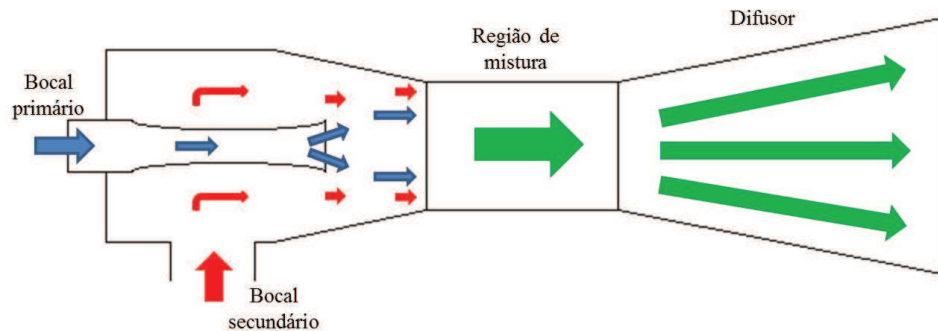 Bocal
primário
Região de
mistura
Difusor
Bocal
secundário